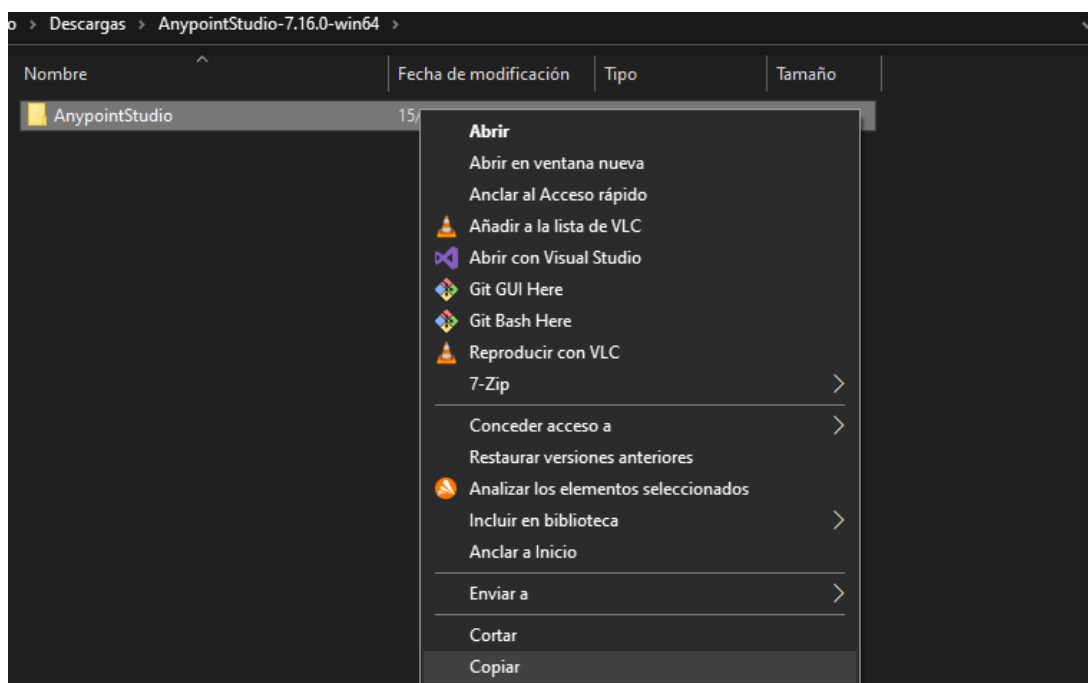 o > Descargas > AnypointStudio-7.16.0-win64 >
Nombre Fecha de modificación Tipo Tamaño
AnypointStudio 15/
Abrir
Abrir en ventana nueva
Anclar al Acceso rápido
Añadir a la lista de VLC
Abrir con Visual Studio
Git GUI Here
Git Bash Here
Reproducir con VLC
7-Zip
Conceder acceso a
Restaurar versiones anteriores
Analizar los elementos seleccionados
Incluir en biblioteca
Anclar a Inicio
Enviar a
Cortar
Copiar